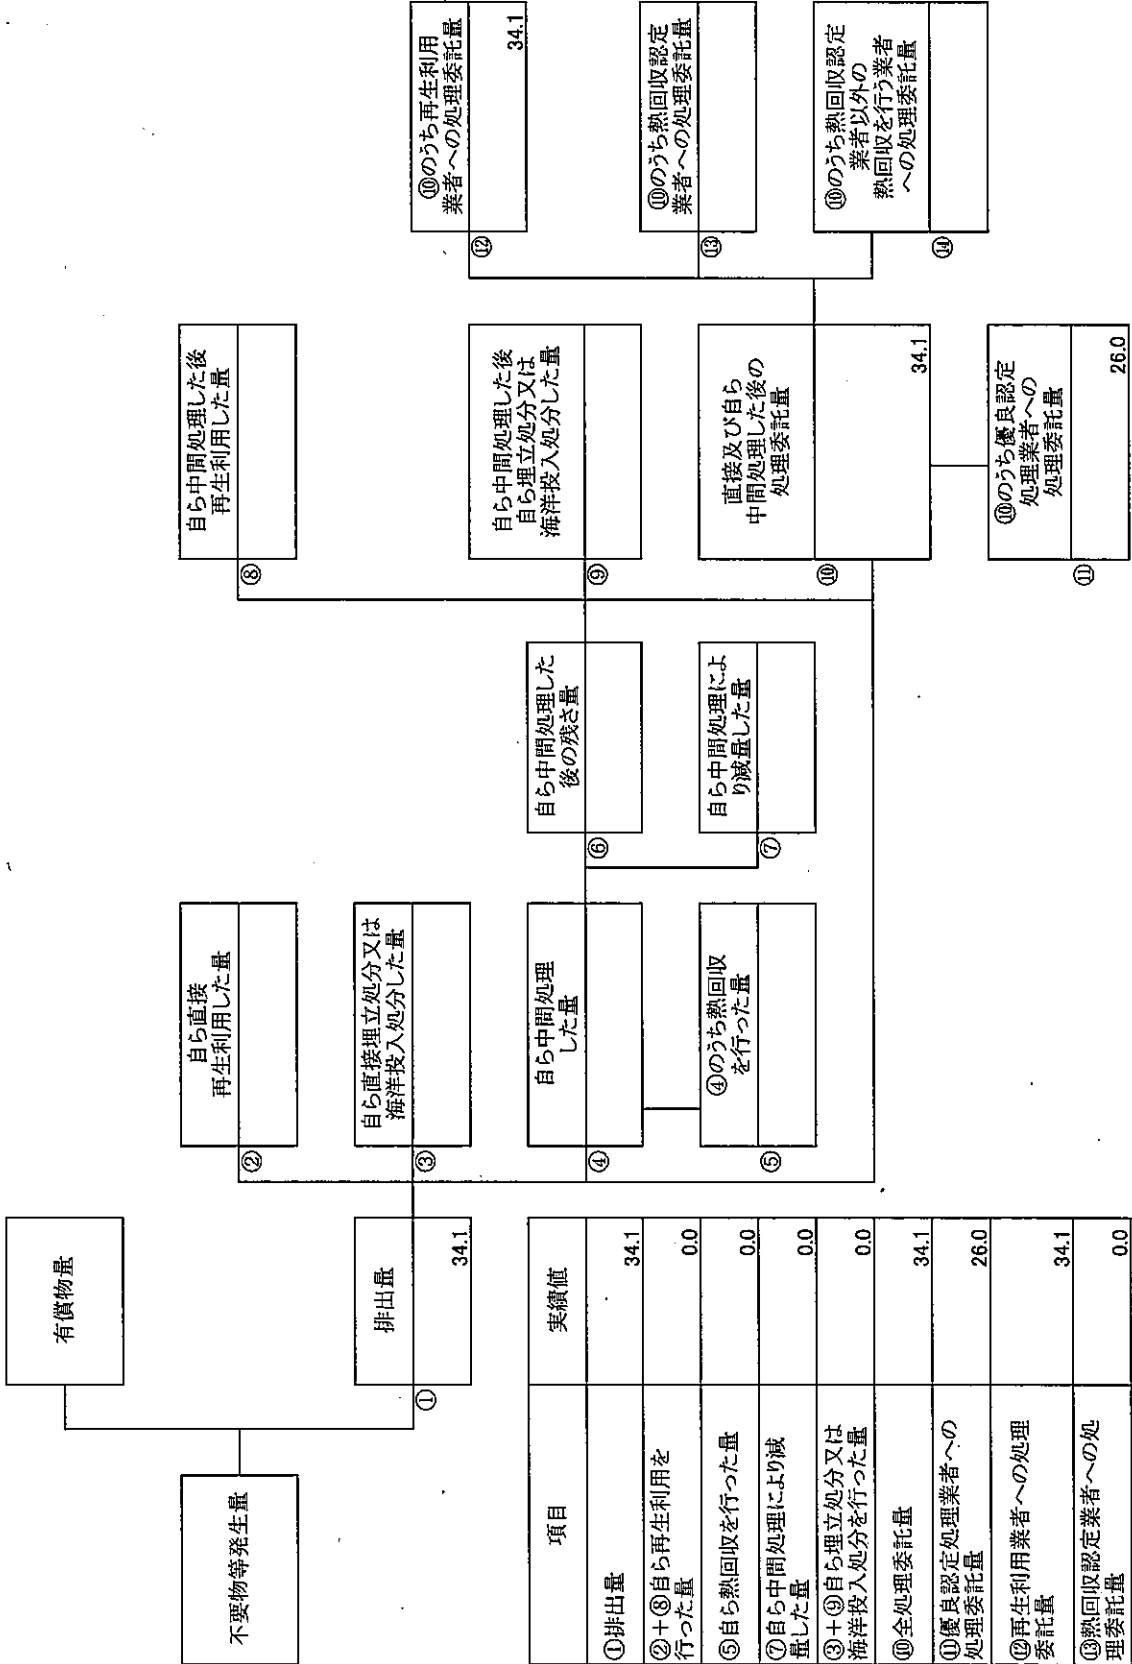 不要物等発生量
有償物量
①
排出量
34.1
②
自ら直接
再生利用した量
③
自ら直接埋立処分又は
海洋投入処分した量
④
自ら中間処理
した量
⑤
④のうち熱回収
を行った量
⑥
自ら中間処理した
後の残さ量
⑦
自ら中間処理によ
り減量した量
⑧
自ら中間処理した後
再生利用した量
⑨
自ら中間処理した後
自ら埋立処分又は
海洋投入処分した量
⑩
直接及び自ら
中間処理した後の
処理委託量
34.1
⑪
⑩のうち優良認定
処理業者への
処理委託量
26.0
⑫
⑩のうち再生利用
業者への処理委託量
34.1
⑬
⑩のうち熱回収認定
業者への処理委託量
⑭
⑩のうち熱回収認定
業者以外の
熱回収を行う業者
への処理委託量
項目 実績値
①排出量 34.1
②+⑧自ら再生利用を
行った量 0.0
⑤自ら熱回収を行った量 0.0
⑦自ら中間処理により減
量した量 0.0
③+⑨自ら埋立処分又は
海洋投入処分を行った量 0.0
⑩全処理委託量 34.1
⑪優良認定処理業者への
処理委託量 26.0
⑫再生利用業者への処理
委託量 34.1
⑬熱回収認定業者への処
理委託量 0.0